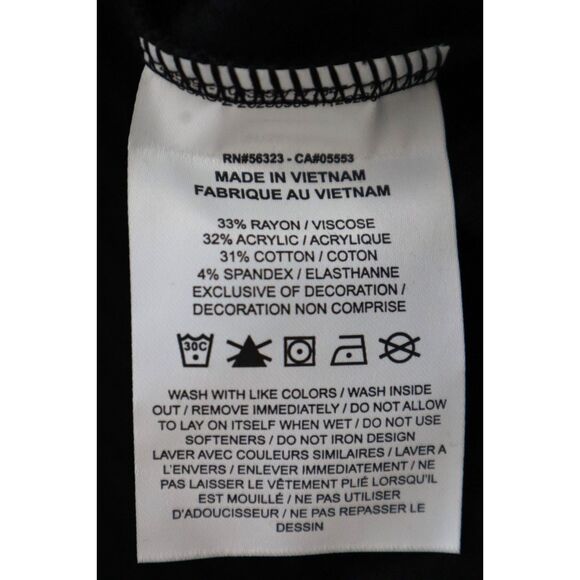 RN#56323 - CA#05553
MADE IN VIETNAM
FABRIQUE AU VIETNAM
33% RAYON / VISCOSE
32% ACRYLIC / ACRYLIQUE
31% COTTON / COTON
4% SPANDEX / ELASTHANNE
EXCLUSIVE OF DECORATION /
DECORATION NON COMPRISE
30C
WASH WITH LIKE COLORS / WASH INSIDE
OUT / REMOVE IMMEDIATELY / DO NOT ALLOW
TO LAY ON ITSELF WHEN WET / DO NOT USE
SOFTENERS / DO NOT IRON DESIGN
LAVER AVEC COULEURS SIMILAIRES / LAVER A
L'ENVERS / ENLEVER IMMEDIATEMENT / NE
PAS LAISSER LE VÊTEMENT PLIÉ LORSQU'IL
EST MOUILLÉ / NE PAS UTILISER
D'ADOUCISSEUR / NE PAS REPASSER LE
DESSIN